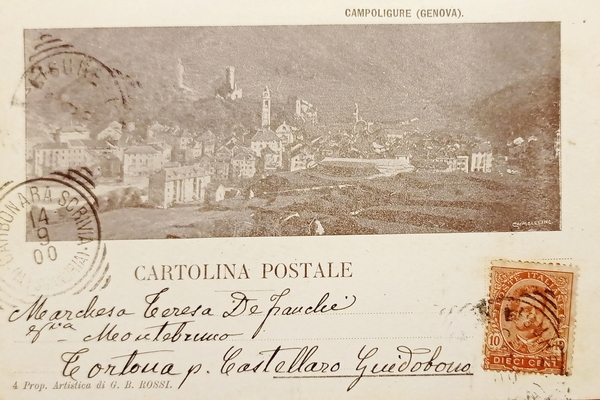 CAMPOLIGURE (GENOVA).
CARBONARA SCRIVIA
14
9
00
CARTOLINA POSTALE
Marchesa Teresa De Franchi
Montebruno
Tortona p. Castellaro Guidobono
10
DIECI CENT
4 Prop. Artistica di G. B. ROSSI.